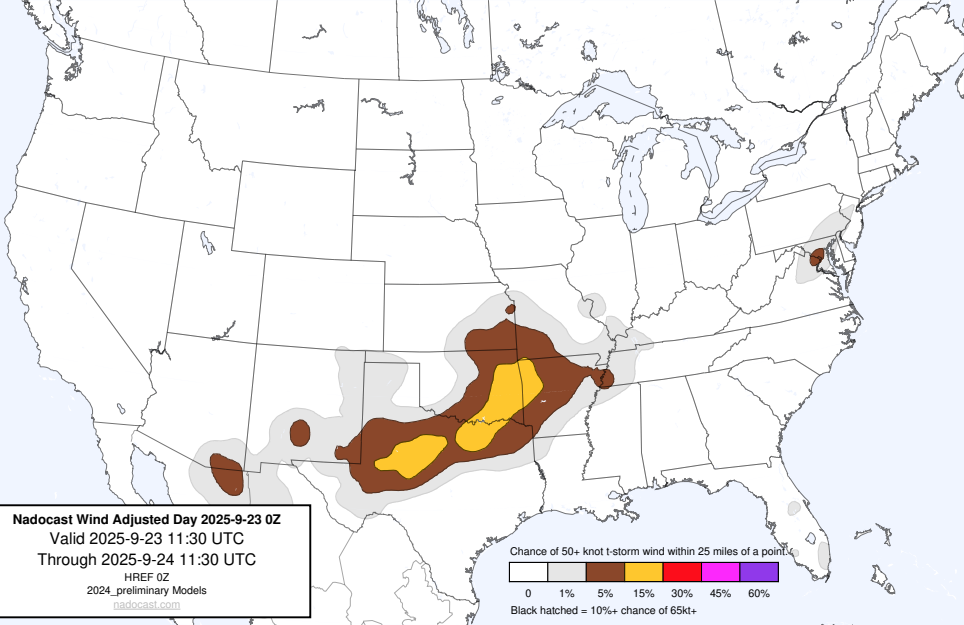 Nadocast Wind Adjusted Day 2025-9-23 0Z
Valid 2025-9-23 11:30 UTC
Through 2025-9-24 11:30 UTC
HREF 0Z
2024_preliminary Models
nadocast.com
Chance of 50+ knot t-storm wind within 25 miles of a point.
0 1% 5% 15% 30% 45% 60%
Black hatched = 10%+ chance of 65kt+